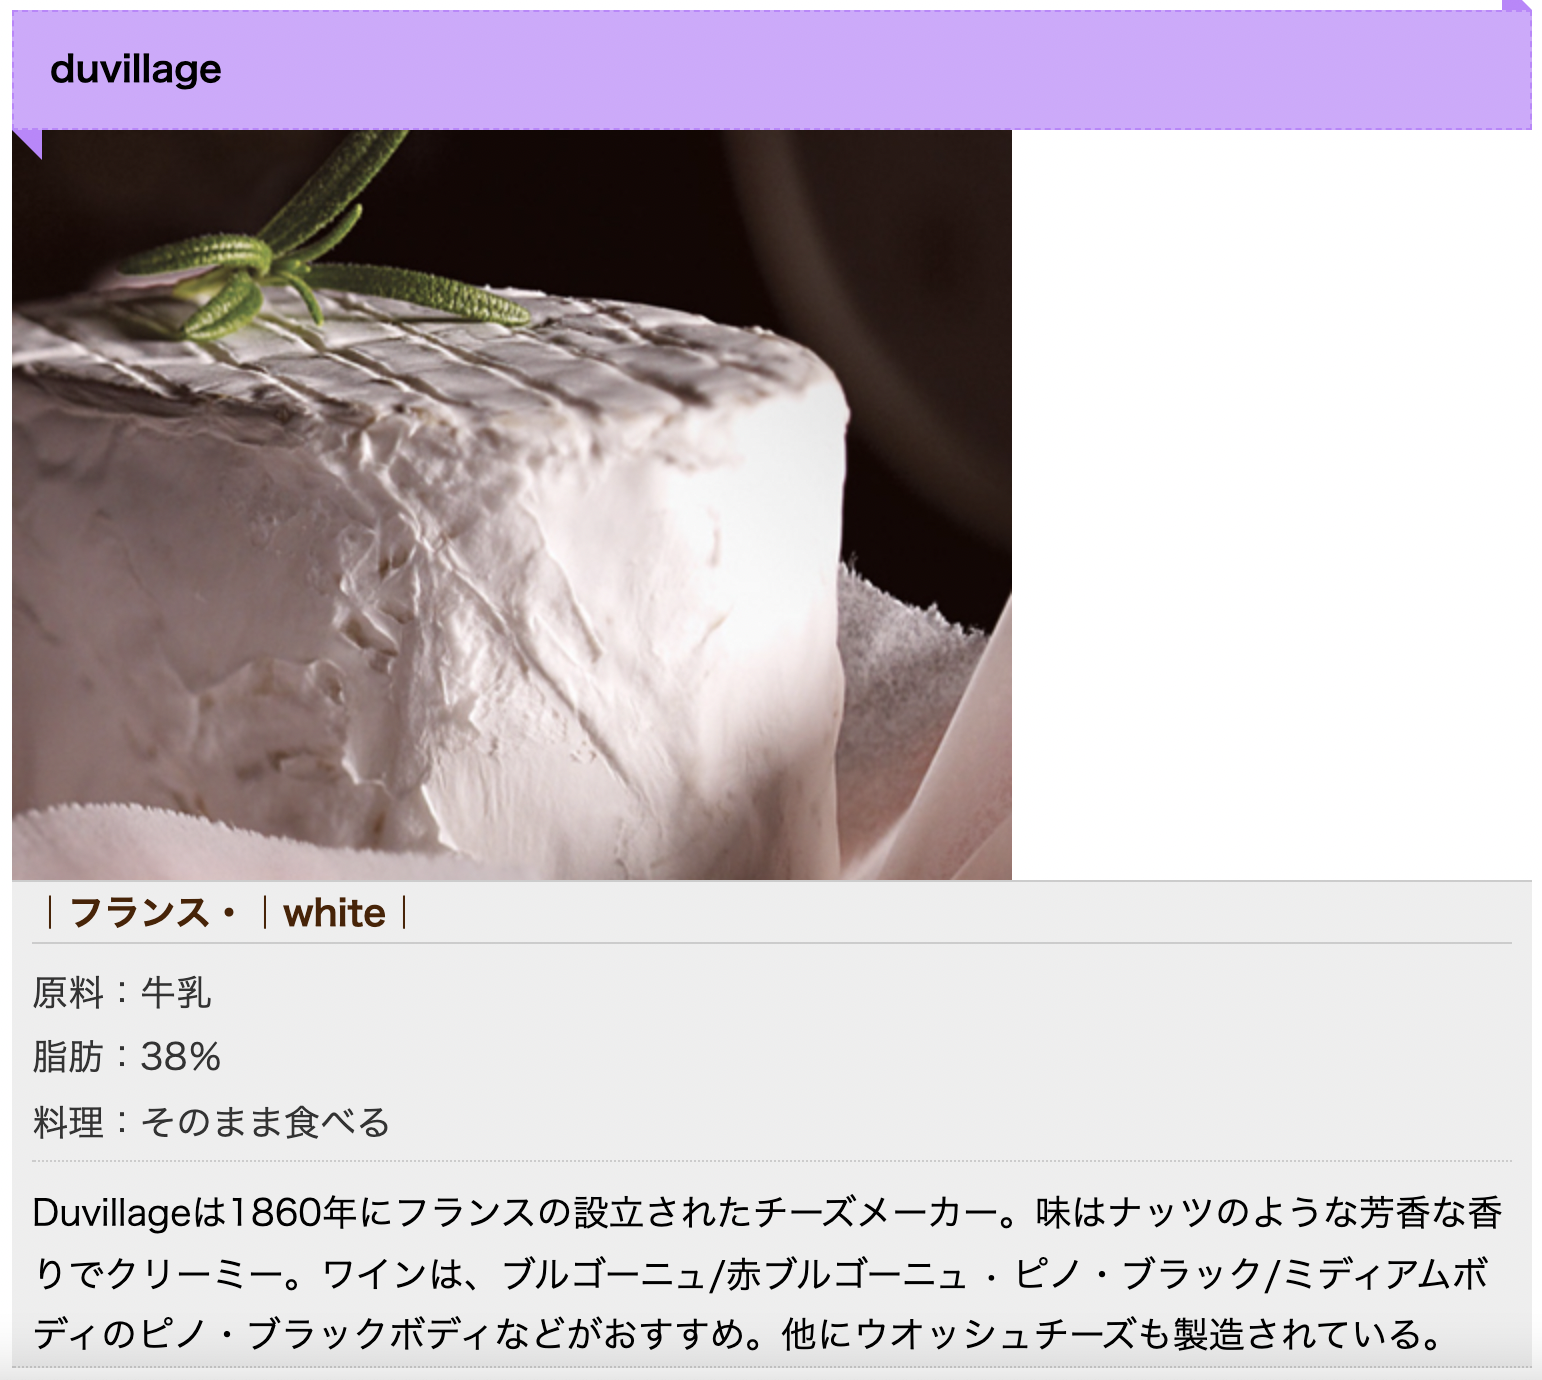 duvillage
｜フランス・｜white｜
原料：牛乳
脂肪：38%
料理：そのまま食べる
Duvillageは1860年にフランスの設立されたチーズメーカー。味はナッツのような芳香な香
りでクリーミー。ワインは、ブルゴーニュ/赤ブルゴーニュ・ピノ・ブラック/ミディアムボ
ディのピノ・ブラックボディなどがおすすめ。他にウオッシュチーズも製造されている。